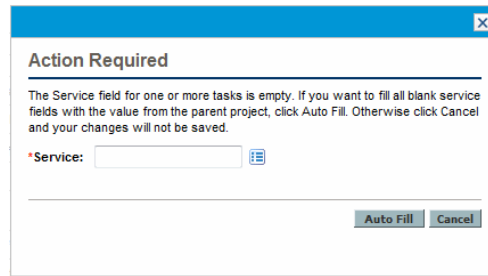 Action Required
The Service field for one or more tasks is empty. If you want to fill all blank service
fields with the value from the parent project, click Auto Fill. Otherwise click Cancel
and your changes will not be saved.
*Service:
Auto Fill Cancel